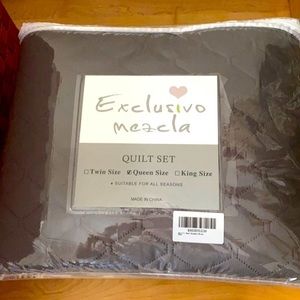 Exclusivo
mezcla
QUILT SET
☐ Twin Size ☑ Queen Size ☐ King Size
• SUITABLE FOR ALL SEASONS
MADE IN CHINA